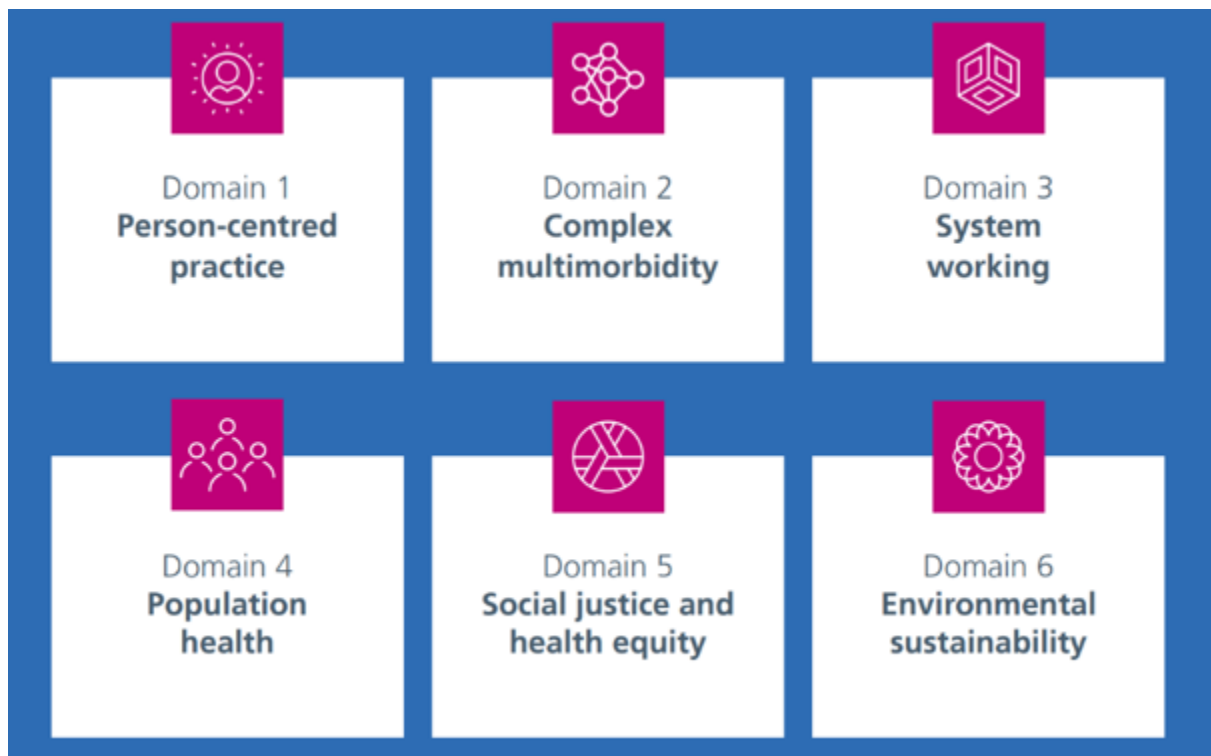 Domain 1
Person-centred
practice
Domain 2
Complex
multimorbidity
Domain 3
System
working
Domain 4
Population
health
Domain 5
Social justice and
health equity
Domain 6
Environmental
sustainability